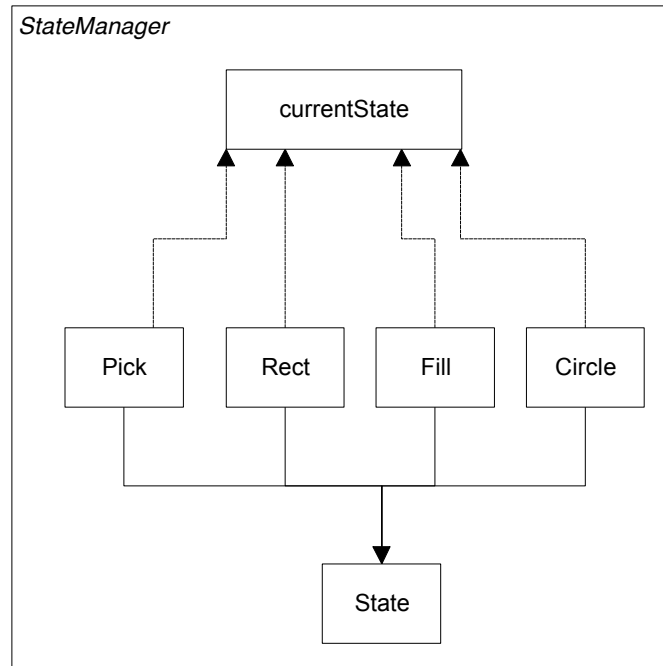 StateManager
currentState
Pick
Rect
Fill
Circle
State